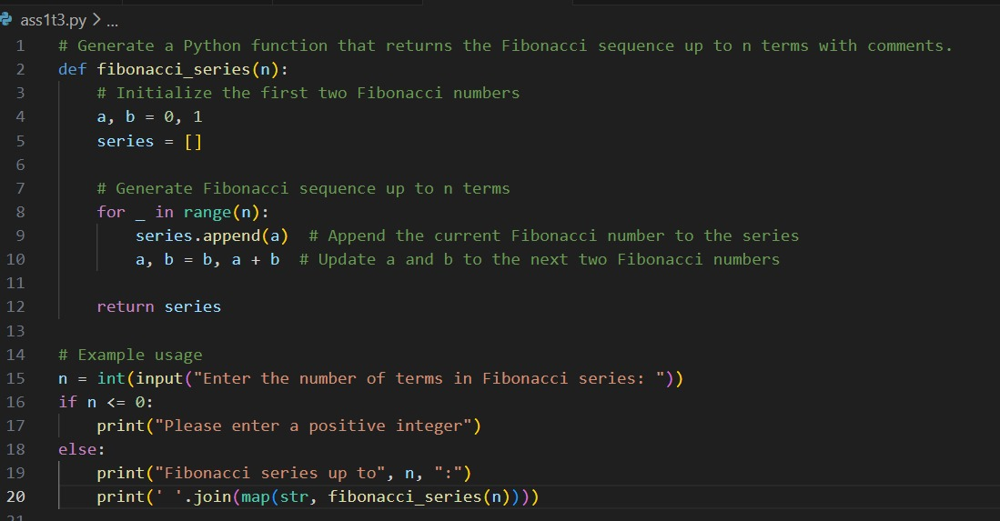 ass1t3.py > ...
1 # Generate a Python function that returns the Fibonacci sequence up to n terms with comments.
2 def fibonacci_series(n):
3     # Initialize the first two Fibonacci numbers
4     a, b = 0, 1
5     series = []
6
7     # Generate Fibonacci sequence up to n terms
8     for _ in range(n):
9         series.append(a)  # Append the current Fibonacci number to the series
10         a, b = b, a + b  # Update a and b to the next two Fibonacci numbers
11
12     return series
13
14 # Example usage
15 n = int(input("Enter the number of terms in Fibonacci series: "))
16 if n <= 0:
17     print("Please enter a positive integer")
18 else:
19     print("Fibonacci series up to", n, ":")
20     print(' '.join(map(str, fibonacci_series(n))))
21